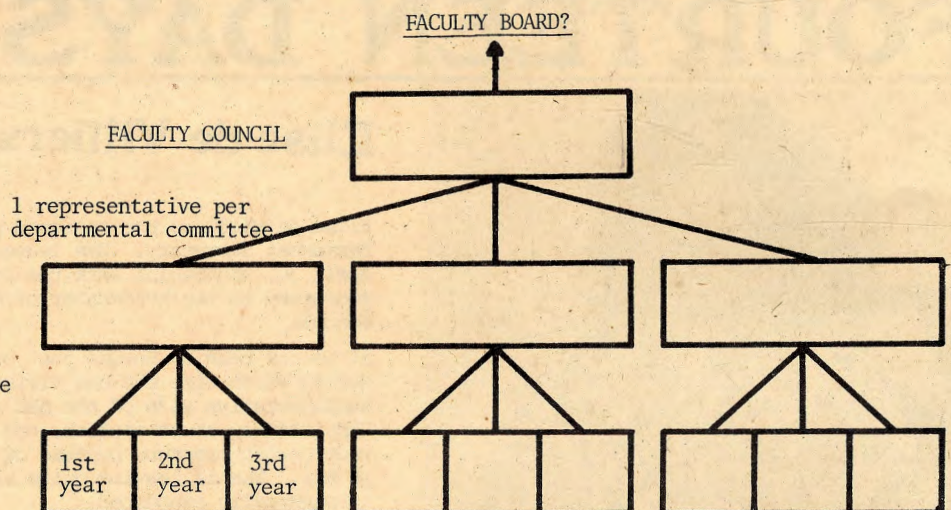 FACULTY BOARD?
FACULTY COUNCIL
1 representative per
departmental committee
1st
year
2nd
year
3rd
year